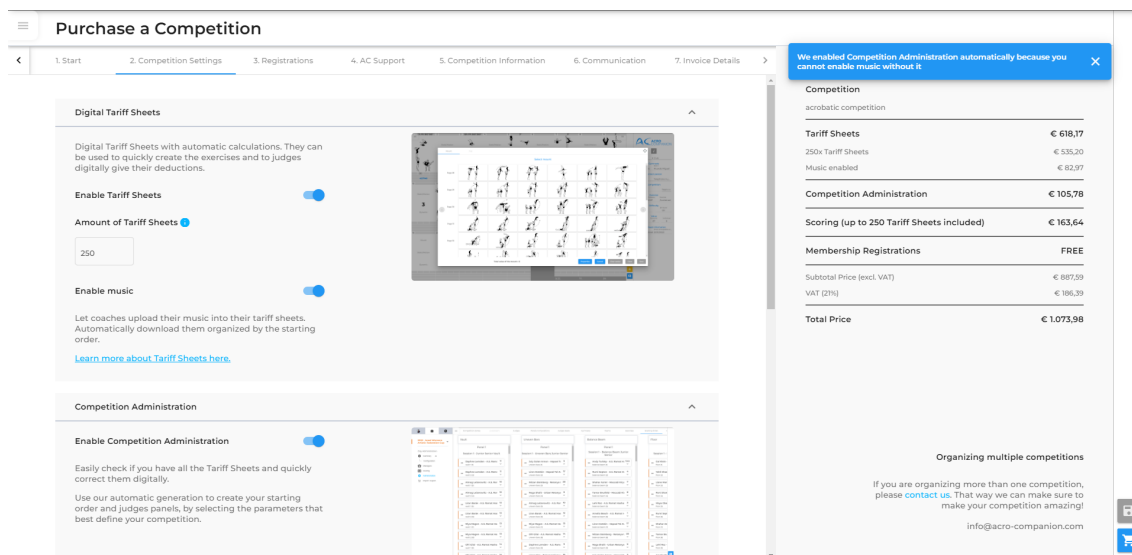 Purchase a Competition
1. Start
2. Competition Settings
3. Registrations
4. AC Support
5. Competition Information
6. Communication
7. Invoice Details
We enabled Competition Administration automatically because you
cannot enable music without it
Digital Tariff Sheets
Digital Tariff Sheets with automatic calculations. They can
be used to quickly create the exercises and to judges
digitally give their deductions.
Enable Tariff Sheets
Amount of Tariff Sheets
250
Enable music
Let coaches upload their music into their tariff sheets.
Automatically download them organized by the starting
order.
Learn more about Tariff Sheets here.
Competition Administration
Enable Competition Administration
Easily check if you have all the Tariff Sheets and quickly
correct them digitally.
Use our automatic generation to create your starting
order and judges panels, by selecting the parameters that
best define your competition.
Competition
acrobatic competition
Tariff Sheets € 618,17
250x Tariff Sheets € 535,20
Music enabled € 82,97
Competition Administration € 105,78
Scoring (up to 250 Tariff Sheets included) € 163,64
Membership Registrations FREE
Subtotal Price (excl. VAT) € 887,59
VAT (21%) € 186,39
Total Price € 1.073,98
Organizing multiple competitions
If you are organizing more than one competition,
please contact us. That way we can make sure to
make your competition amazing!
info@acro-companion.com